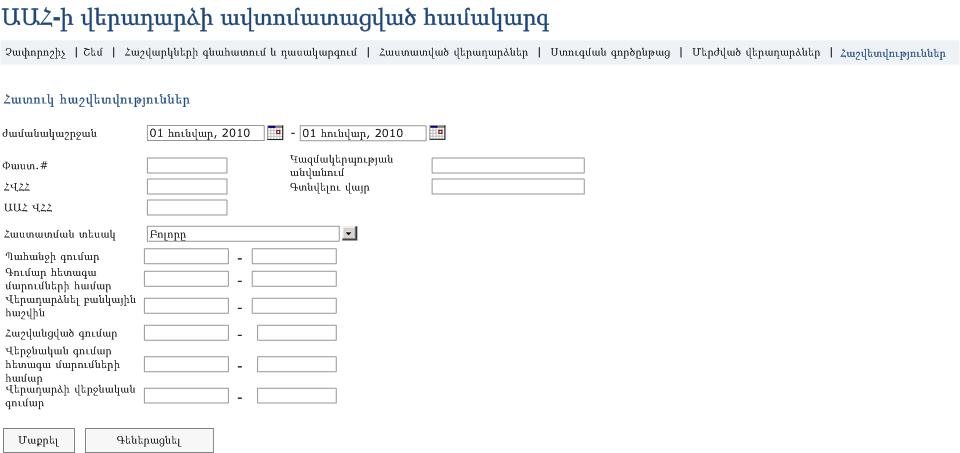 ԱԱՀ-ի վերադարձի ավտոմատացված համակարգ
Չափորոշիչ | Շեմ | Հաշվարկների գնահատում և դասակարգում | Հաստատված վերադարձներ | Ստուգման գործընթաց | Մերժված վերադարձներ | Հաշվետվություններ
Հատուկ հաշվետվություններ
ժամանակաշրջան 01 հունվար, 2010 - 01 հունվար, 2010
Փաստ.# Կազմակերպության անվանում
ՀՎՀՀ Գտնվելու վայր
ԱԱՀ ՎՀՀ
Հաստատման տեսակ Բոլորը
Պահանջի գումար -
Գումար հետագա
մարումների համար -
Վերադարձնել բանկային
հաշվին -
Հաշվանցված գումար -
Վերջնական գումար
հետագա մարումների -
համար
Վերադարձի վերջնական
գումար -
Մաքրել Գեներացնել